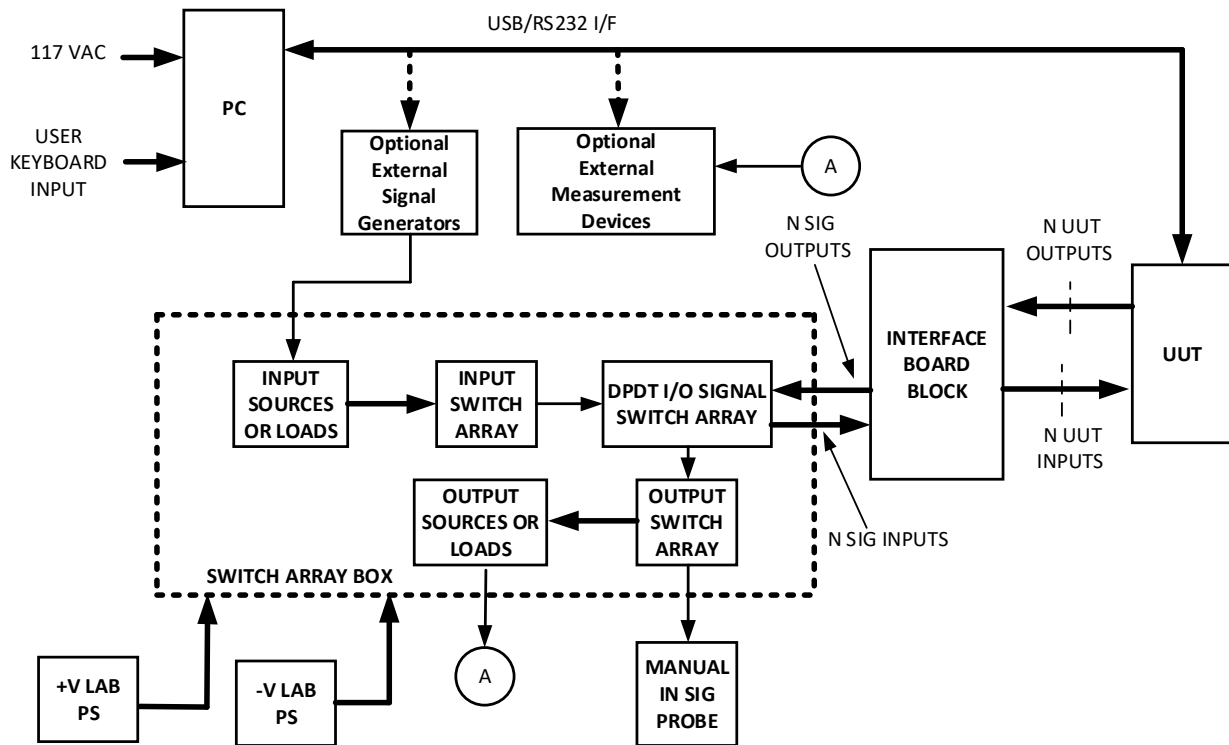 USB/RS232 I/F
117 VAC
PC
USER
KEYBOARD
INPUT
Optional
External
Signal
Generators
Optional
External
Measurement
Devices
A
N SIG
OUTPUTS
N UUT
OUTPUTS
INTERFACE
BOARD
BLOCK
UUT
INPUT
SOURCES
OR LOADS
INPUT
SWITCH
ARRAY
DPDT I/O SIGNAL
SWITCH ARRAY
N UUT
INPUTS
OUTPUT
SOURCES OR
LOADS
OUTPUT
SWITCH
ARRAY
N SIG INPUTS
SWITCH ARRAY BOX
+V LAB
PS
-V LAB
PS
A
MANUAL
IN SIG
PROBE